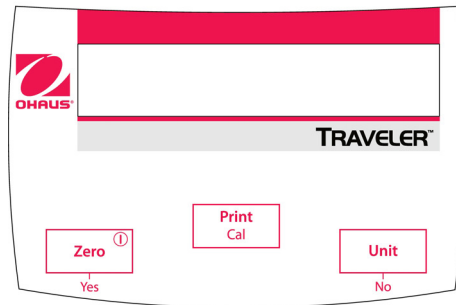 OHAUS®
TRAVELER™
Print
Cal
Zero
Unit
Yes
No